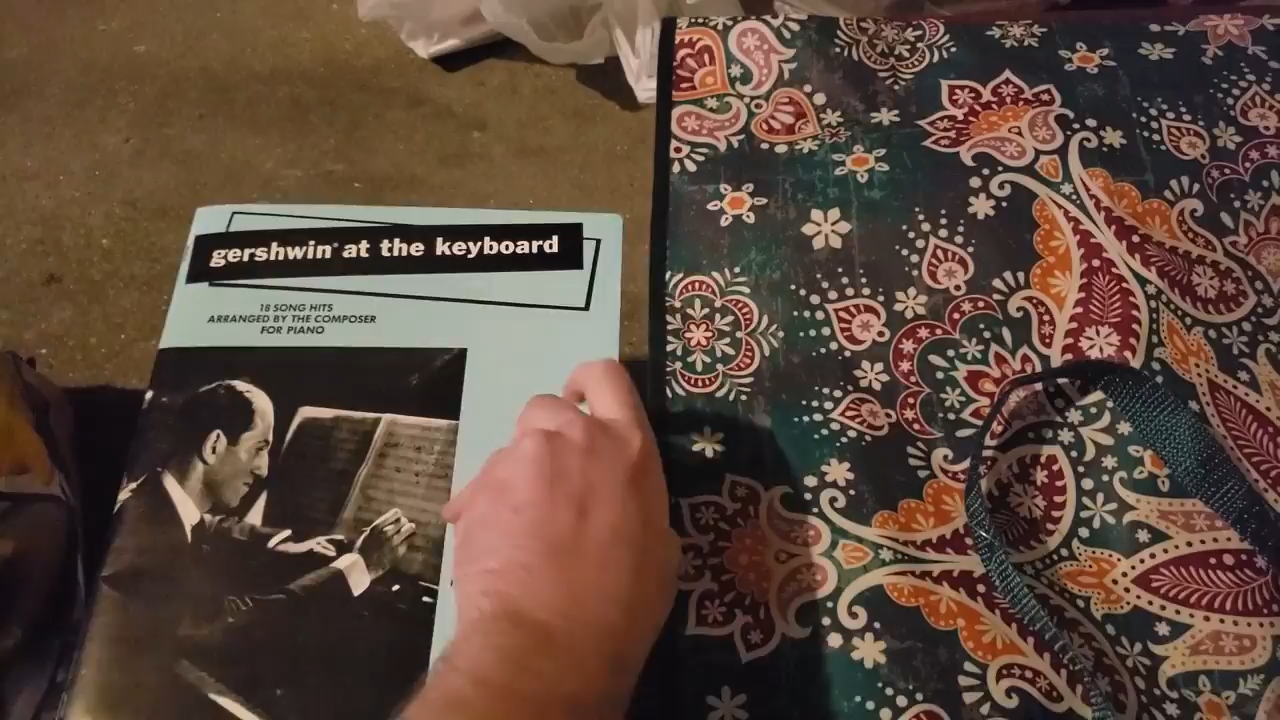 gershwin® at the keyboard
18 SONG HITS
ARRANGED BY THE COMPOSER
FOR PIANO